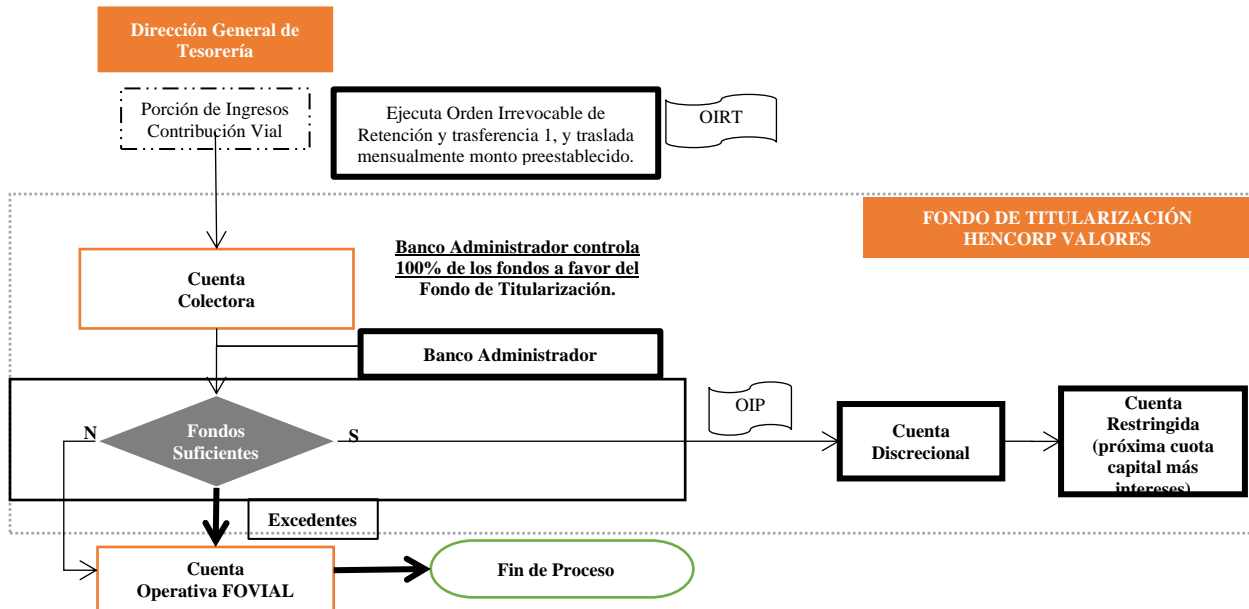 Dirección General de
Tesorería
Porción de Ingresos
Contribución Vial
Ejecuta Orden Irrevocable de
Retención y trasferencia 1, y traslada
mensualmente monto preestablecido.
OIRT
FONDO DE TITULARIZACIÓN
HENCORP VALORES
Banco Administrador controla
100% de los fondos a favor del
Fondo de Titularización.
Cuenta
Colectora
Banco Administrador
OIP
N
Fondos
Suficientes
S
Cuenta
Discrecional
Cuenta
Restringida
(próxima cuota
capital más
intereses)
Excedentes
Cuenta
Operativa FOVIAL
Fin de Proceso